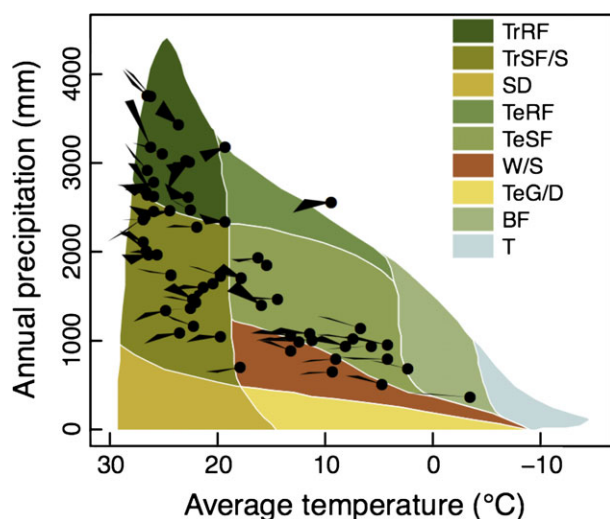 Annual precipitation (mm)
4000
3000
2000
1000
0
30
20
10
0
−10
Average temperature (°C)
TrRF
TrSF/S
SD
TeRF
TeSF
W/S
TeG/D
BF
T